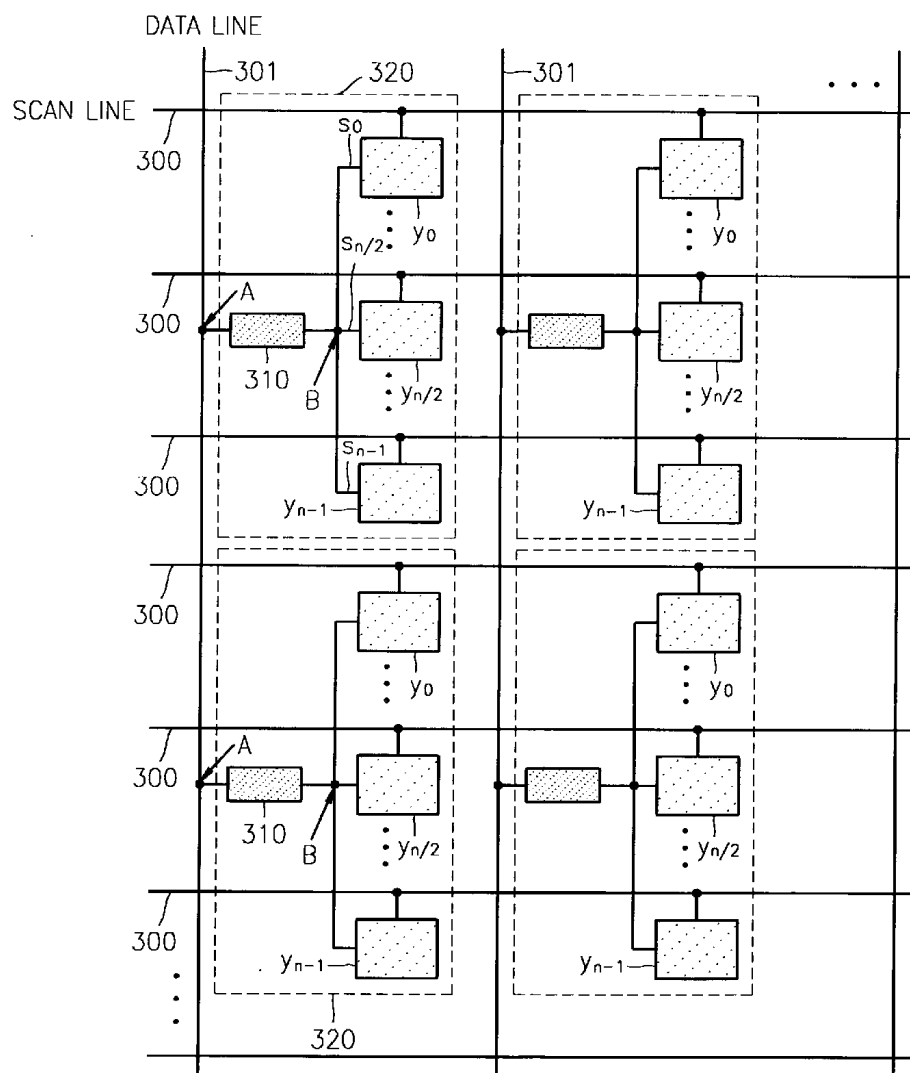 DATA LINE
301 320 301 . . .
SCAN LINE
300 s0
300 y0 y0
sn/2
A
300
310 B yn/2 yn/2
300 sn-1
yn-1 yn-1
300
y0 y0
300 A
310 B yn/2 yn/2
300
yn-1 yn-1
320